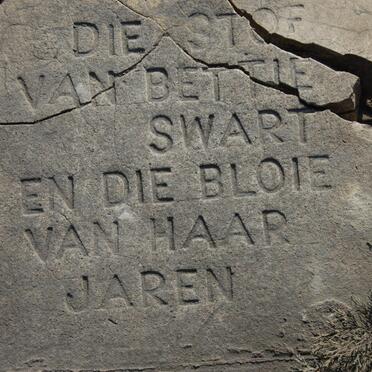 DIE STOF
VAN BETTIE
SWART
EN DIE BLOIE
VAN HAAR
JAREN